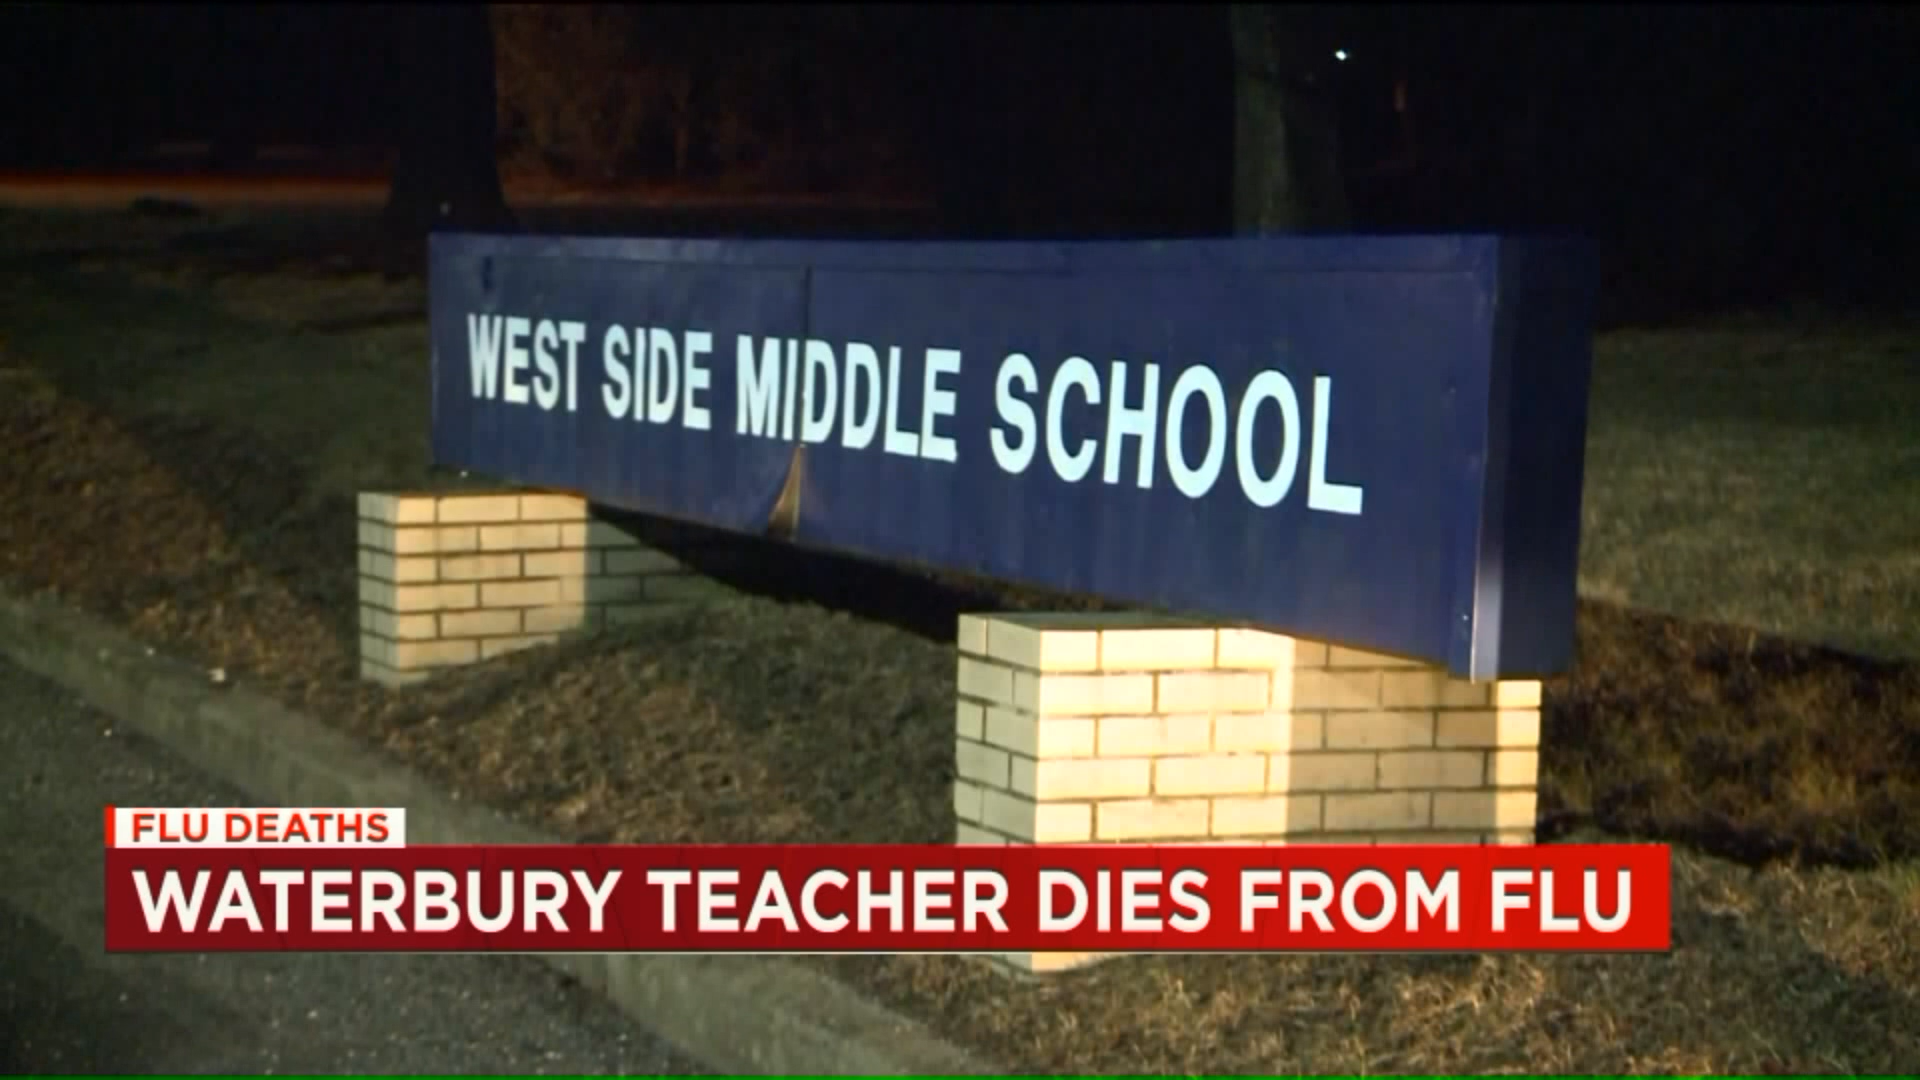 WEST SIDE MIDDLE SCHOOL
FLU DEATHS
WATERBURY TEACHER DIES FROM FLU